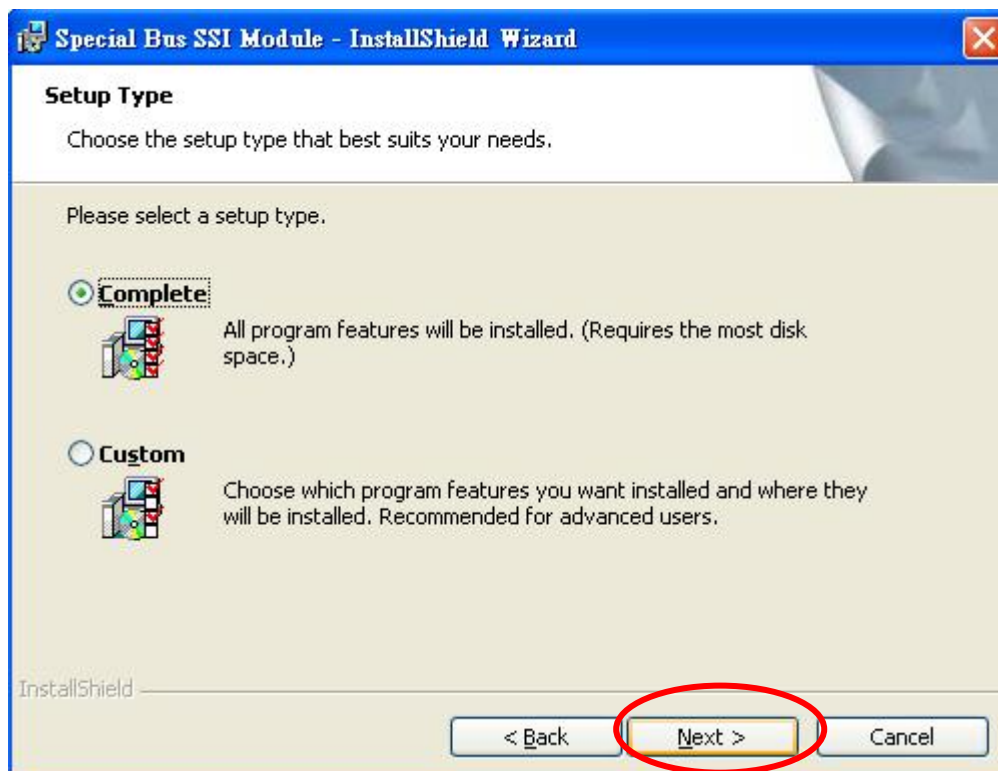 Special Bus SSI Module - InstallShield Wizard
Setup Type
Choose the setup type that best suits your needs.
Please select a setup type.
Complete
All program features will be installed. (Requires the most disk
space.)
Custom
Choose which program features you want installed and where they
will be installed. Recommended for advanced users.
InstallShield
< Back
Next >
Cancel